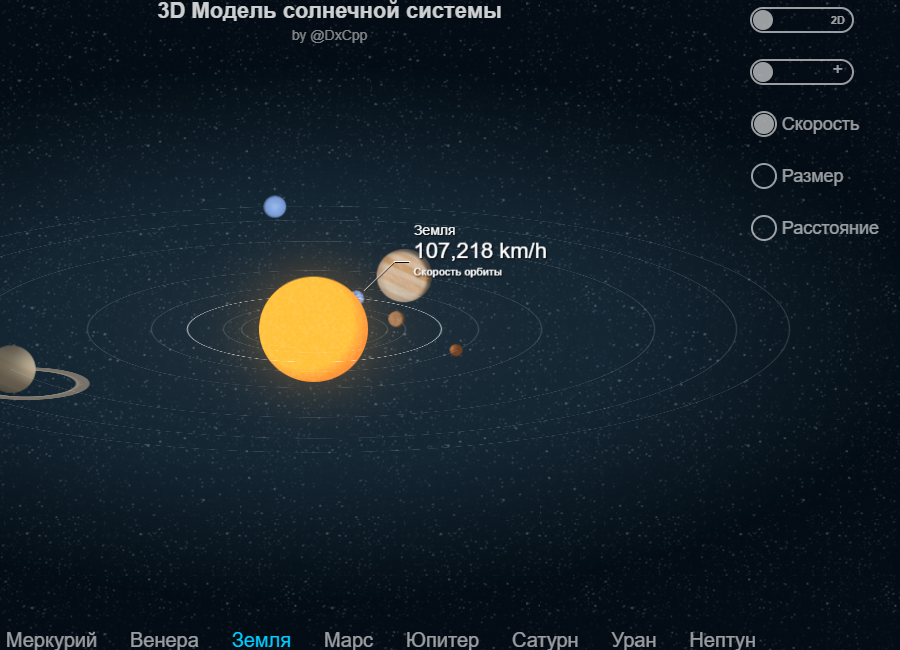 3D Модель солнечной системы
by @DxCpp
2D
+
Скорость
Размер
Расстояние
Земля
107,218 km/h
Скорость орбиты
Меркурий Венера Земля Марс Юпитер Сатурн Уран Нептун